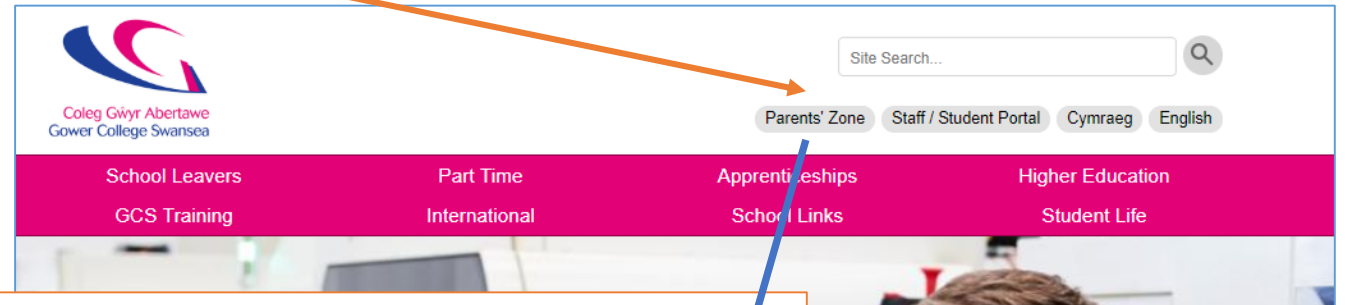 Site Search...
Coleg Gŵyr Abertawe
Gower College Swansea
Parents' Zone Staff / Student Portal Cymraeg English
School Leavers Part Time Apprenticeships Higher Education
GCS Training International School Links Student Life